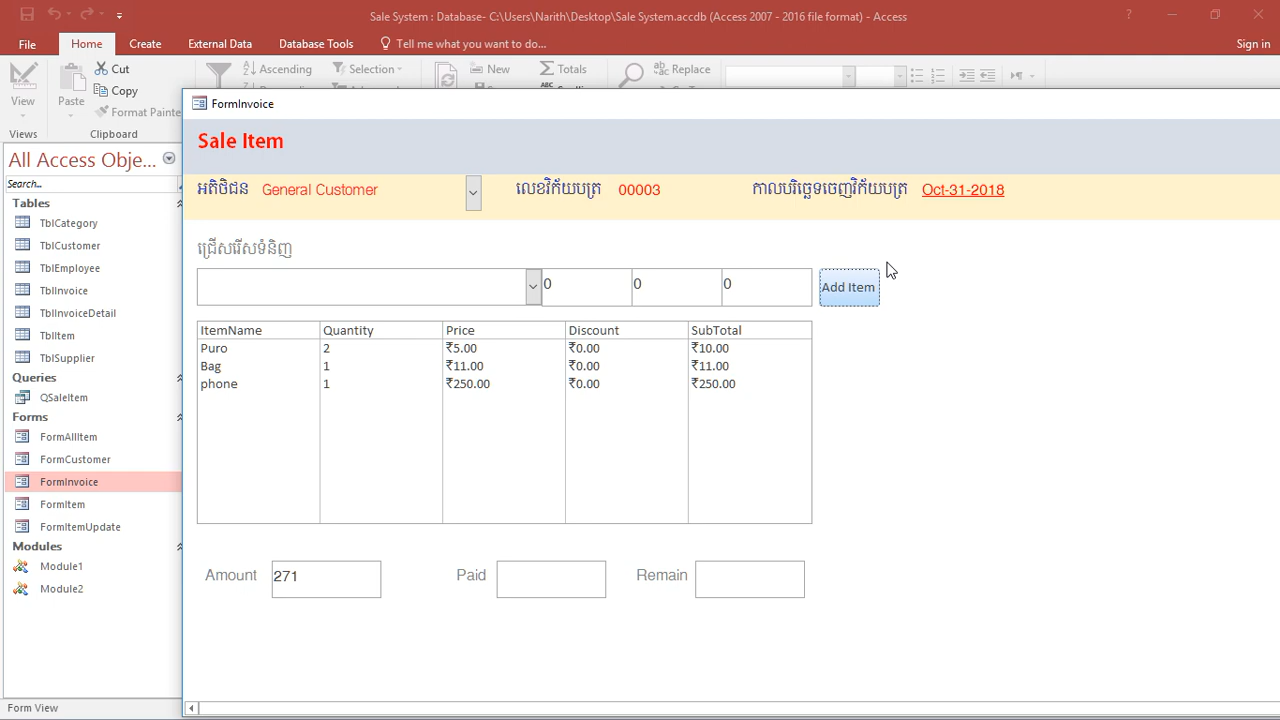 Sale System : Database- C:\Users\Narith\Desktop\Sale System.accdb (Access 2007 - 2016 file format) - Access
File Home Create External Data Database Tools Tell me what you want to do... Sign in
View
Views
Paste
Cut
Copy
Format Painte
Clipboard
Ascending
Selection
New
Totals
Replace
All Access Obje...
Search...
Tables
TblCategory
TblCustomer
TblEmployee
TblInvoice
TblInvoiceDetail
TblItem
TblSupplier
Queries
QSaleItem
Forms
FormAllItem
FormCustomer
FormInvoice
FormItem
FormItemUpdate
Modules
Module1
Module2
FormInvoice
Sale Item
អតិថិជន General Customer លេខវិក័យបត្រ 00003 កាលបរិច្ឆេទចេញវិក័យបត្រ Oct-31-2018
ជ្រើសរើសទំនិញ
0 0 0 Add Item
ItemName Quantity Price Discount SubTotal
Puro 2 ₹5.00 ₹0.00 ₹10.00
Bag 1 ₹11.00 ₹0.00 ₹11.00
phone 1 ₹250.00 ₹0.00 ₹250.00
Amount 271 Paid Remain
Form View